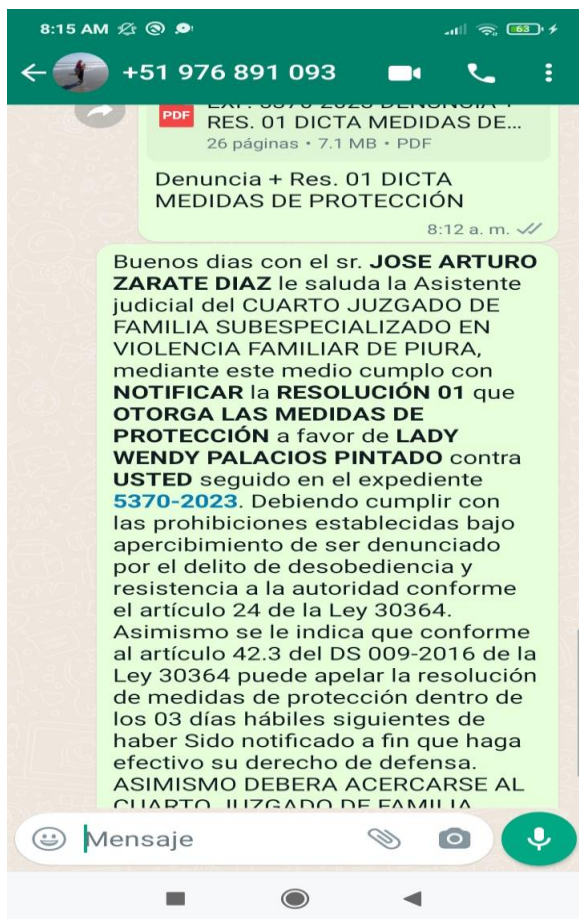 8:15 AM
63
+51 976 891 093
PDF
RES. 01 DICTA MEDIDAS DE...
26 páginas • 7.1 MB • PDF
Denuncia + Res. 01 DICTA
MEDIDAS DE PROTECCIÓN
8:12 a. m.
Buenos dias con el sr. JOSE ARTURO
ZARATE DIAZ le saluda la Asistente
judicial del CUARTO JUZGADO DE
FAMILIA SUBESPECIALIZADO EN
VIOLENCIA FAMILIAR DE PIURA,
mediante este medio cumplo con
NOTIFICAR la RESOLUCIÓN 01 que
OTORGA LAS MEDIDAS DE
PROTECCIÓN a favor de LADY
WENDY PALACIOS PINTADO contra
USTED seguido en el expediente
5370-2023. Debiendo cumplir con
las prohibiciones establecidas bajo
apercibimiento de ser denunciado
por el delito de desobediencia y
resistencia a la autoridad conforme
el artículo 24 de la Ley 30364.
Asimismo se le indica que conforme
al artículo 42.3 del DS 009-2016 de la
Ley 30364 puede apelar la resolución
de medidas de protección dentro de
los 03 días hábiles siguientes de
haber Sido notificado a fin que haga
efectivo su derecho de defensa.
ASIMISMO DEBERA ACERCARSE AL
CUARTO JUZGADO DE FAMILIA
Mensaje